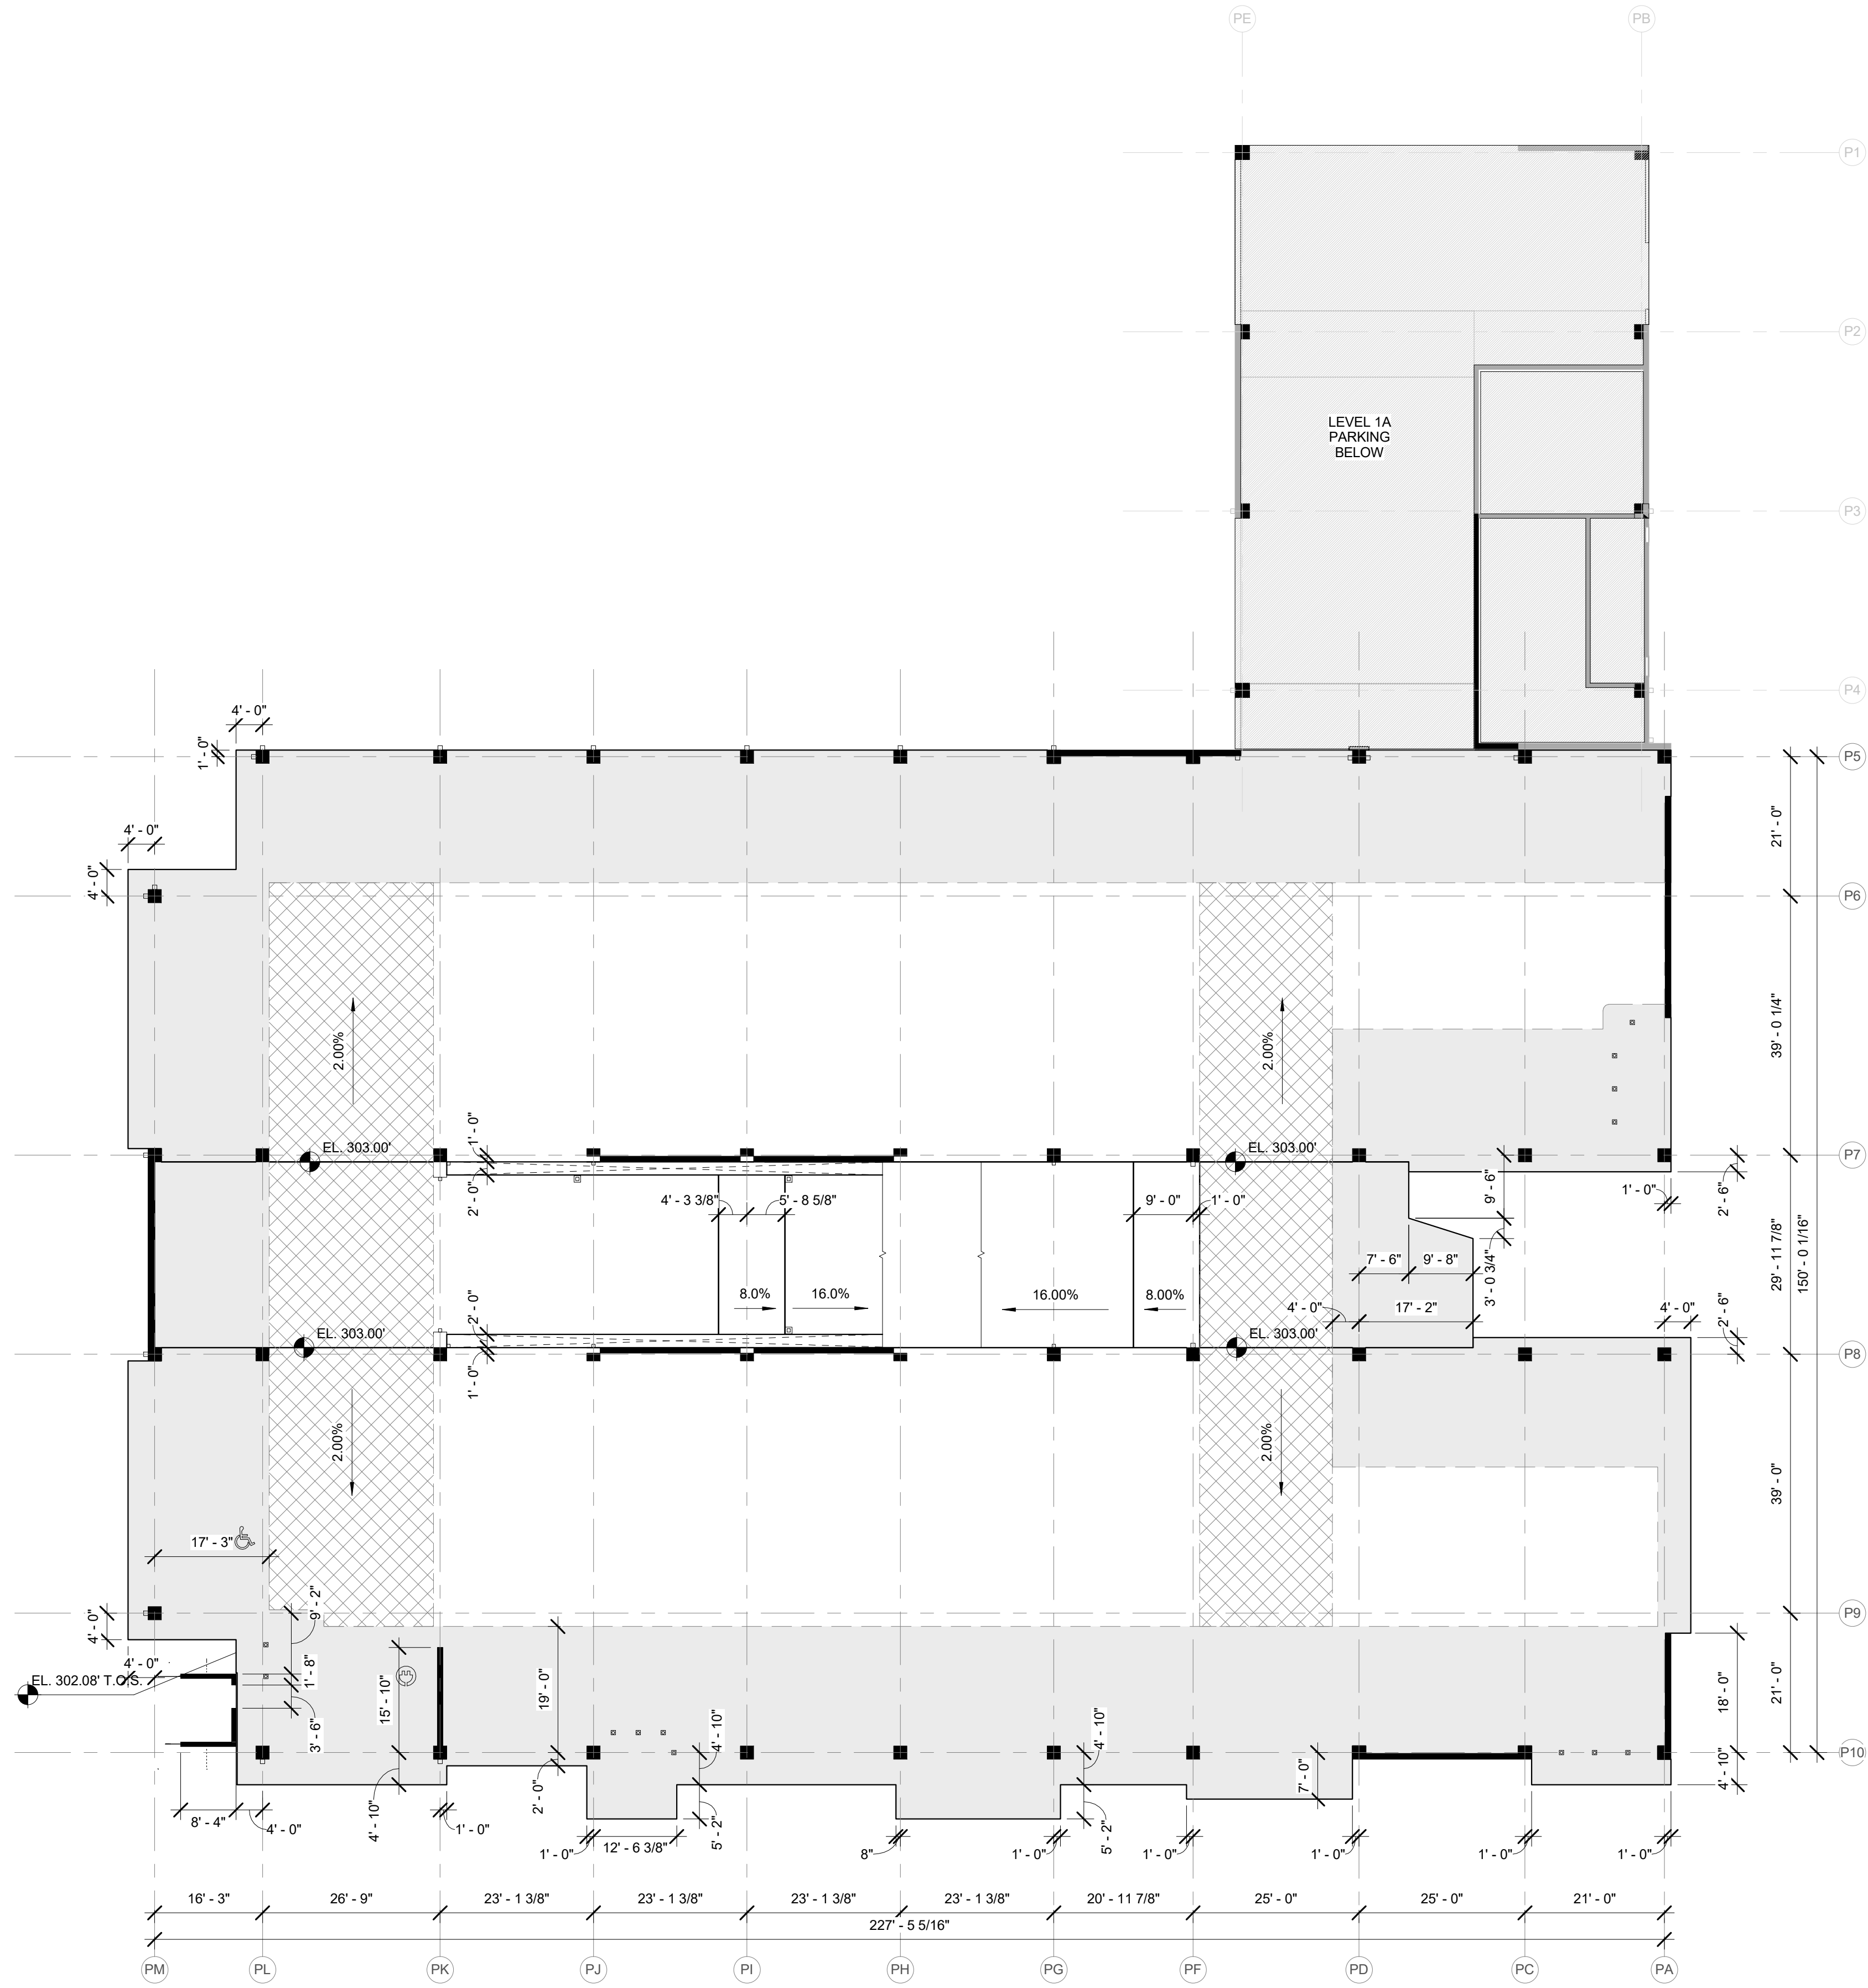 PE
PB
P1
P2
LEVEL 1A
PARKING
BELOW
P3
P4
4' - 0"
1' - 0"
P5
4' - 0"
21' - 0"
4' - 0"
P6
2.00%
2.00%
39' - 0 1/4"
1' - 0"
EL. 303.00'
EL. 303.00'
P7
2' - 0"
4' - 3 3/8"
5' - 8 5/8"
9' - 0"
1' - 0"
9' - 6"
1' - 0"
2' - 6"
7' - 6"
9' - 8"
3' - 0 3/4"
29' - 11 7/8"
150' - 0 1/16"
8.0%
16.0%
16.00%
8.00%
2' - 0"
4' - 0"
17' - 2"
4' - 0"
2' - 6"
EL. 303.00'
EL. 303.00'
P8
1' - 0"
2.00%
2.00%
39' - 0"
17' - 3"
9' - 2"
4' - 0"
P9
4' - 0"
EL. 302.08' T.O.S.
1' - 8"
15' - 10"
19' - 0"
18' - 0"
21' - 0"
3' - 6"
4' - 10"
4' - 10"
P10
7' - 0"
4' - 10"
2' - 0"
4' - 10"
8' - 4"
4' - 0"
1' - 0"
5' - 2"
5' - 2"
1' - 0"
12' - 6 3/8"
8"
1' - 0"
1' - 0"
1' - 0"
1' - 0"
1' - 0"
16' - 3"
26' - 9"
23' - 1 3/8"
23' - 1 3/8"
23' - 1 3/8"
23' - 1 3/8"
20' - 11 7/8"
25' - 0"
25' - 0"
21' - 0"
227' - 5 5/16"
PM
PL
PK
PJ
PI
PH
PG
PF
PD
PC
PA